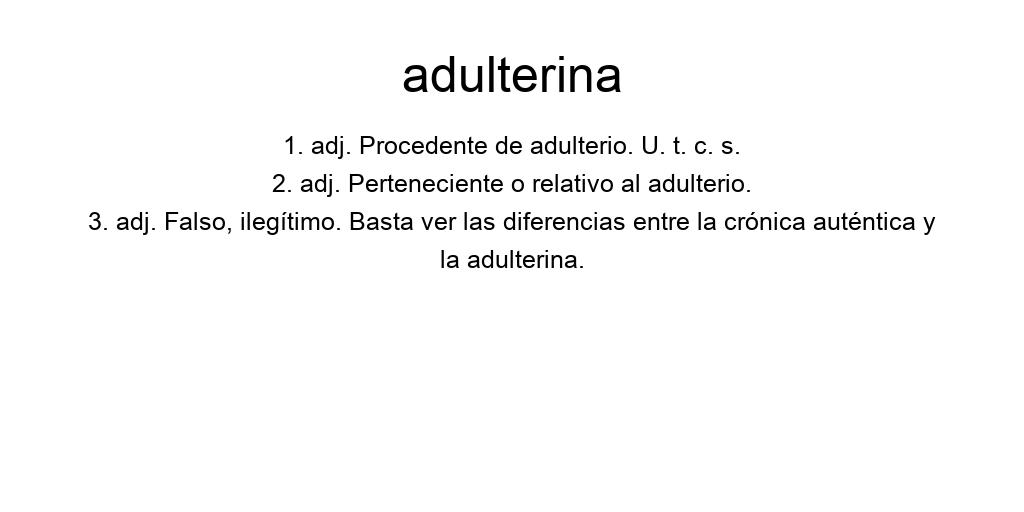 adulterina
1. adj. Procedente de adulterio. U. t. c. s.
2. adj. Perteneciente o relativo al adulterio.
3. adj. Falso, ilegítimo. Basta ver las diferencias entre la crónica auténtica y
la adulterina.